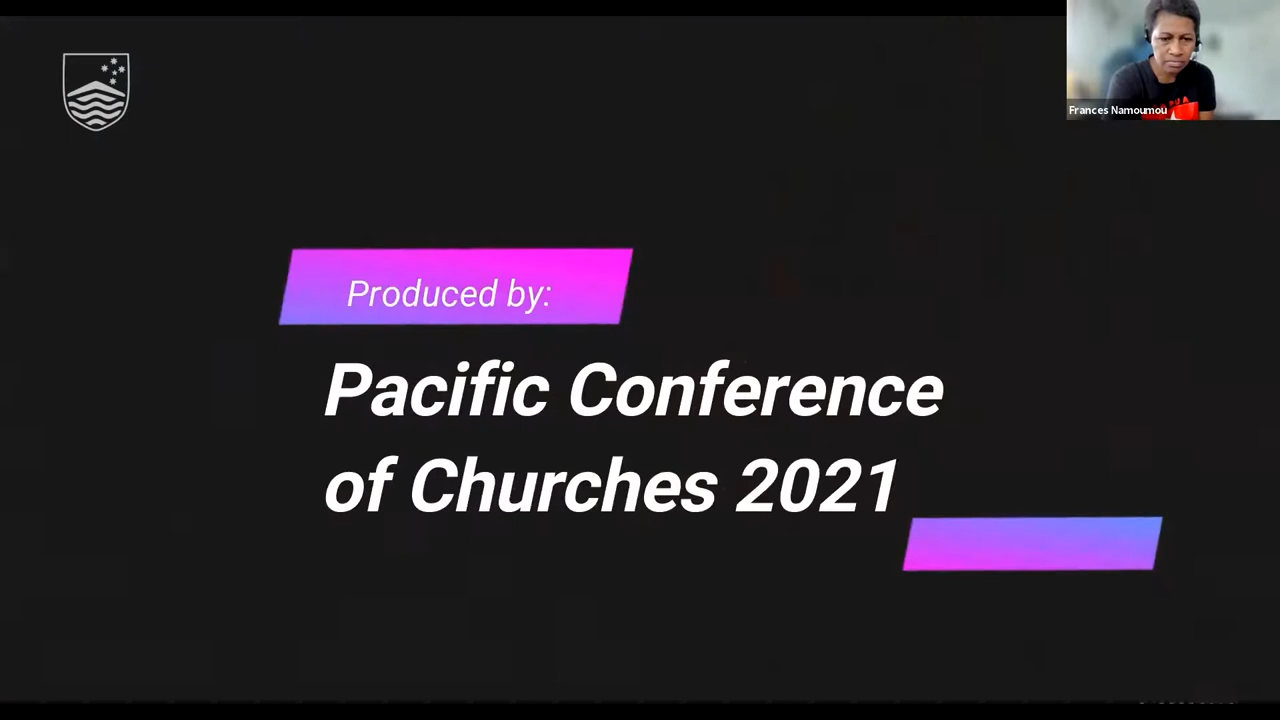 Frances Namoumou
Produced by:
Pacific Conference
of Churches 2021